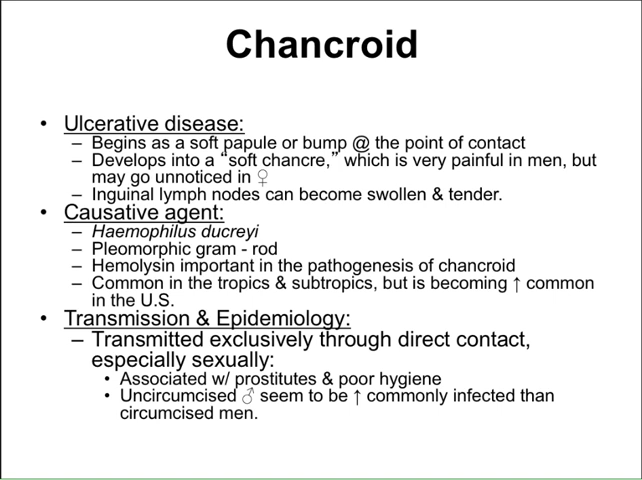 Chancroid
• Ulcerative disease:
– Begins as a soft papule or bump @ the point of contact
– Develops into a “soft chancre,” which is very painful in men, but
may go unnoticed in ♀
– Inguinal lymph nodes can become swollen & tender.
• Causative agent:
– Haemophilus ducreyi
– Pleomorphic gram - rod
– Hemolysin important in the pathogenesis of chancroid
– Common in the tropics & subtropics, but is becoming ↑ common
in the U.S.
• Transmission & Epidemiology:
– Transmitted exclusively through direct contact,
especially sexually:
• Associated w/ prostitutes & poor hygiene
• Uncircumcised ♂ seem to be ↑ commonly infected than
circumcised men.